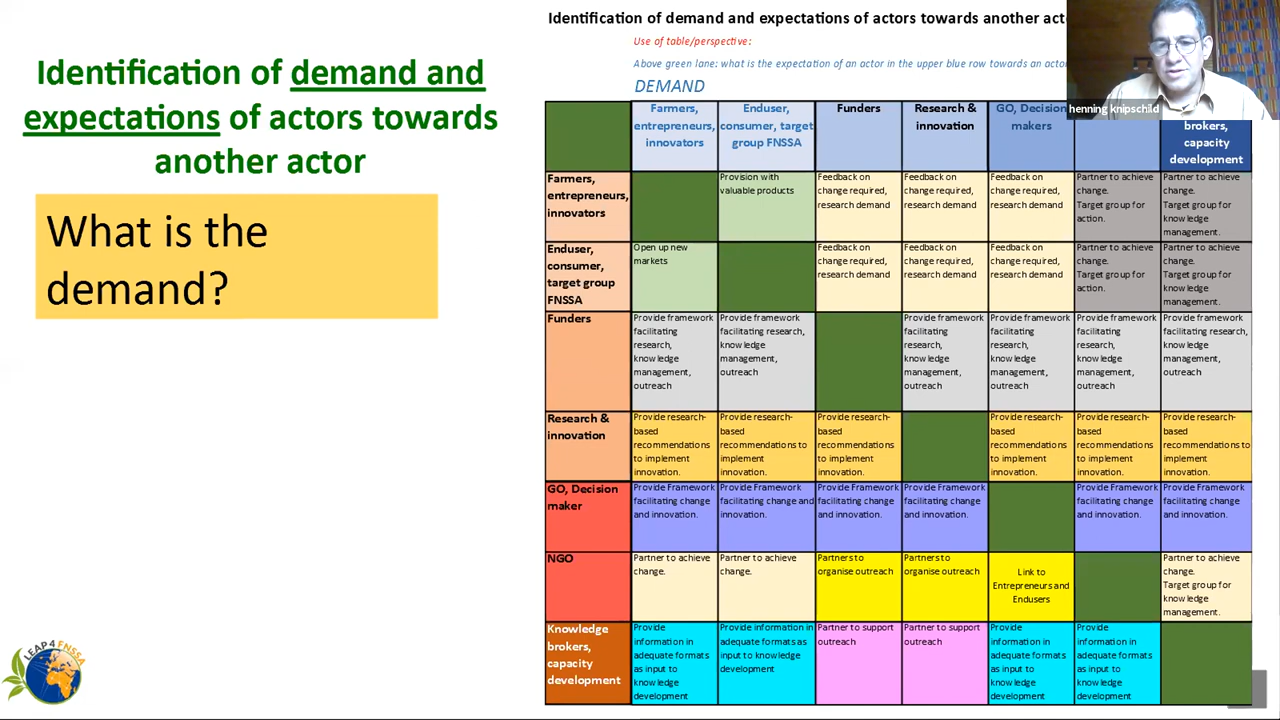 Identification of demand and
expectations of actors towards
another actor
What is the
demand?
LEAP4FNSSA
Identification of demand and expectations of actors towards another act
Use of table/perspective:
Above green lane: what is the expectation of an actor in the upper blue row towards an acto
DEMAND
henning knipschild
Farmers,
entrepreneurs,
innovators
Enduser,
consumer, target
group FNSSA
Funders
Research &
innovation
GO, Decision
makers
brokers,
capacity
development
Farmers,
entrepreneurs,
innovators
Provision with
valuable products
Feedback on
change required,
research demand
Feedback on
change required,
research demand
Feedback on
change required,
research demand
Partner to achieve
change.
Target group for
action.
Partner to achieve
change.
Target group for
knowledge
management.
Enduser,
consumer,
target group
FNSSA
Open up new
markets
Feedback on
change required,
research demand
Feedback on
change required,
research demand
Feedback on
change required,
research demand
Partner to achieve
change.
Target group for
action.
Partner to achieve
change.
Target group for
knowledge
management.
Funders
Provide framework
facilitating
research,
knowledge
management,
outreach
Provide framework
facilitating research,
knowledge
management,
outreach
Provide framework
facilitating
research,
knowledge
management,
outreach
Provide framework
facilitating
research,
knowledge
management,
outreach
Provide framework
facilitating
research,
knowledge
management,
outreach
Provide framework
facilitating research,
knowledge
management,
outreach
Research &
innovation
Provide research-
based
recommendations
to implement
innovation.
Provide research-
based
recommendations to
implement
innovation.
Provide research-
based
recommendations
to implement
innovation.
Provide research-
based
recommendations
to implement
innovation.
Provide research-
based
recommendations
to implement
innovation.
Provide research-
based
recommendations to
implement
innovation.
GO, Decision
maker
Provide Framework
facilitating change
and innovation.
Provide Framework
facilitating change and
innovation.
Provide Framework
facilitating change
and innovation.
Provide Framework
facilitating change
and innovation.
Provide Framework
facilitating change
and innovation.
Provide Framework
facilitating change
and innovation.
NGO
Partner to achieve
change.
Partner to achieve
change.
Partners to
organise outreach
Partners to
organise outreach
Link to
Entrepreneurs and
Endusers
Partner to achieve
change.
Target group for
knowledge
management.
Knowledge
brokers,
capacity
development
Provide
information in
adequate formats
as input to
knowledge
development
Provide information in
adequate formats as
input to knowledge
development
Partner to support
outreach
Partner to support
outreach
Provide
information in
adequate formats
as input to
knowledge
development
Provide
information in
adequate formats
as input to
knowledge
development